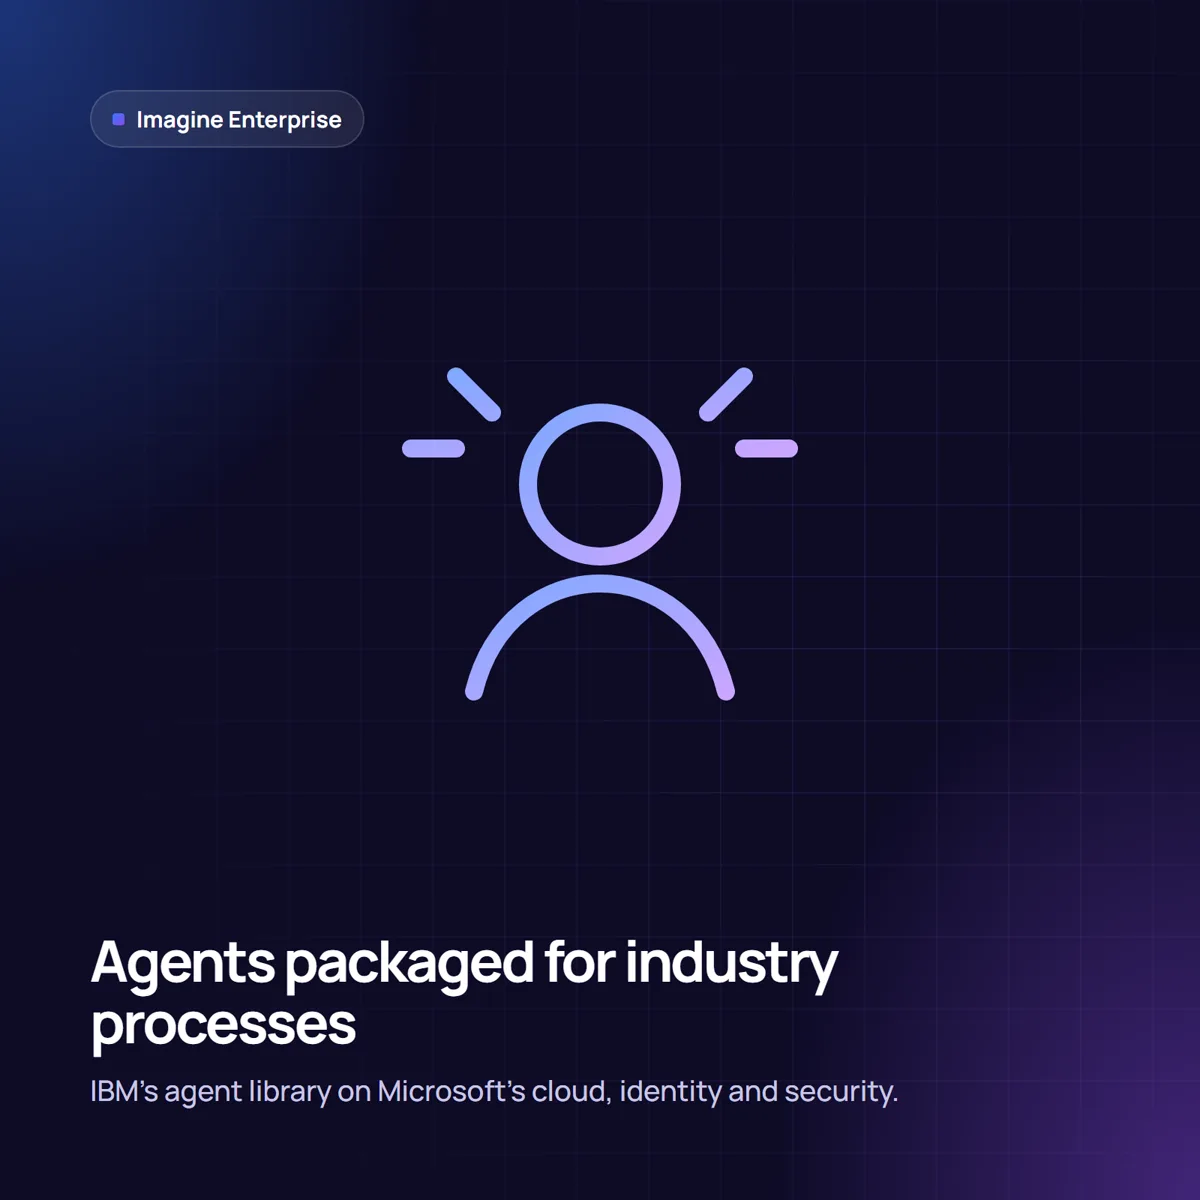 Imagine Enterprise
Agents packaged for industry
processes
IBM’s agent library on Microsoft’s cloud, identity and security.